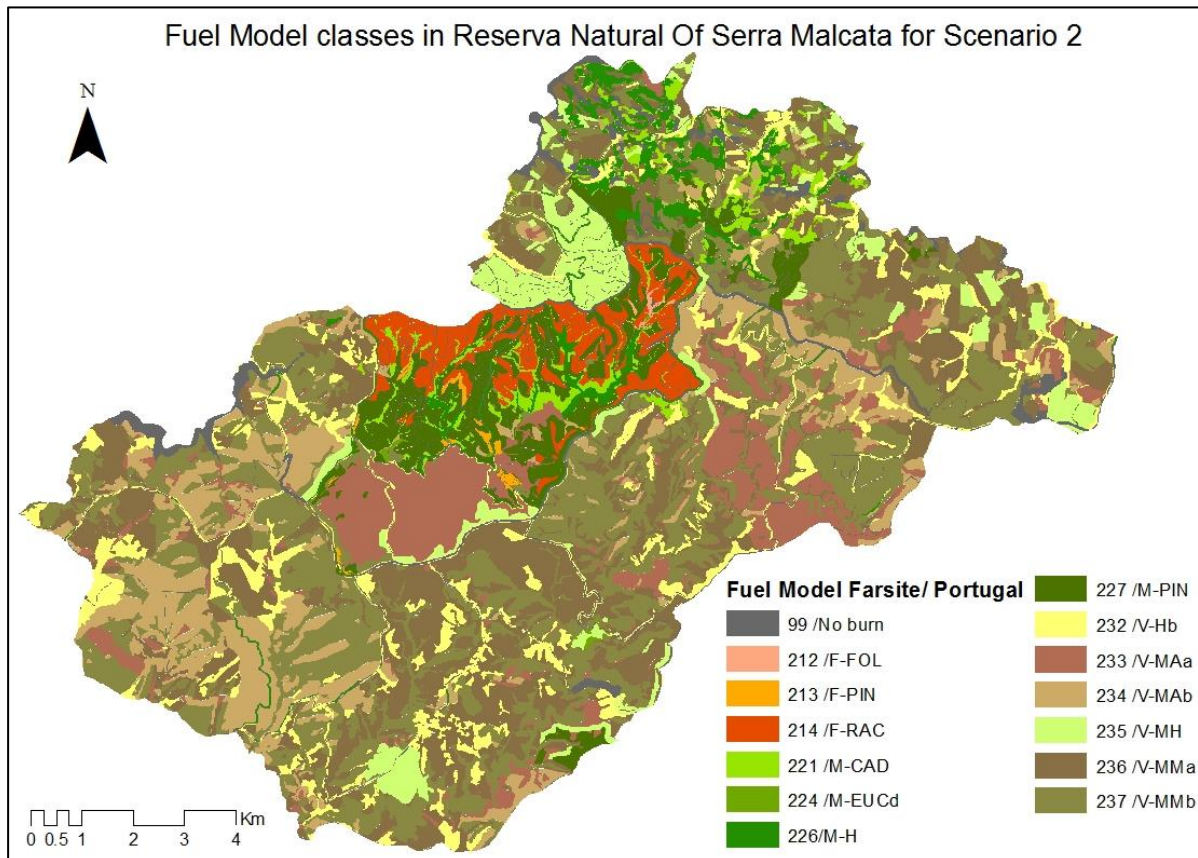 Fuel Model classes in Reserva Natural Of Serra Malcata for Scenario 2
N
Fuel Model Farsite/ Portugal
99 /No burn
212 /F-FOL
213 /F-PIN
214 /F-RAC
221 /M-CAD
224 /M-EUCd
226/M-H
227 /M-PIN
232 /V-Hb
233 /V-MAa
234 /V-MAb
235 /V-MH
236 /V-MMa
237 /V-MMb
Km
0 0.5 1 2 3 4